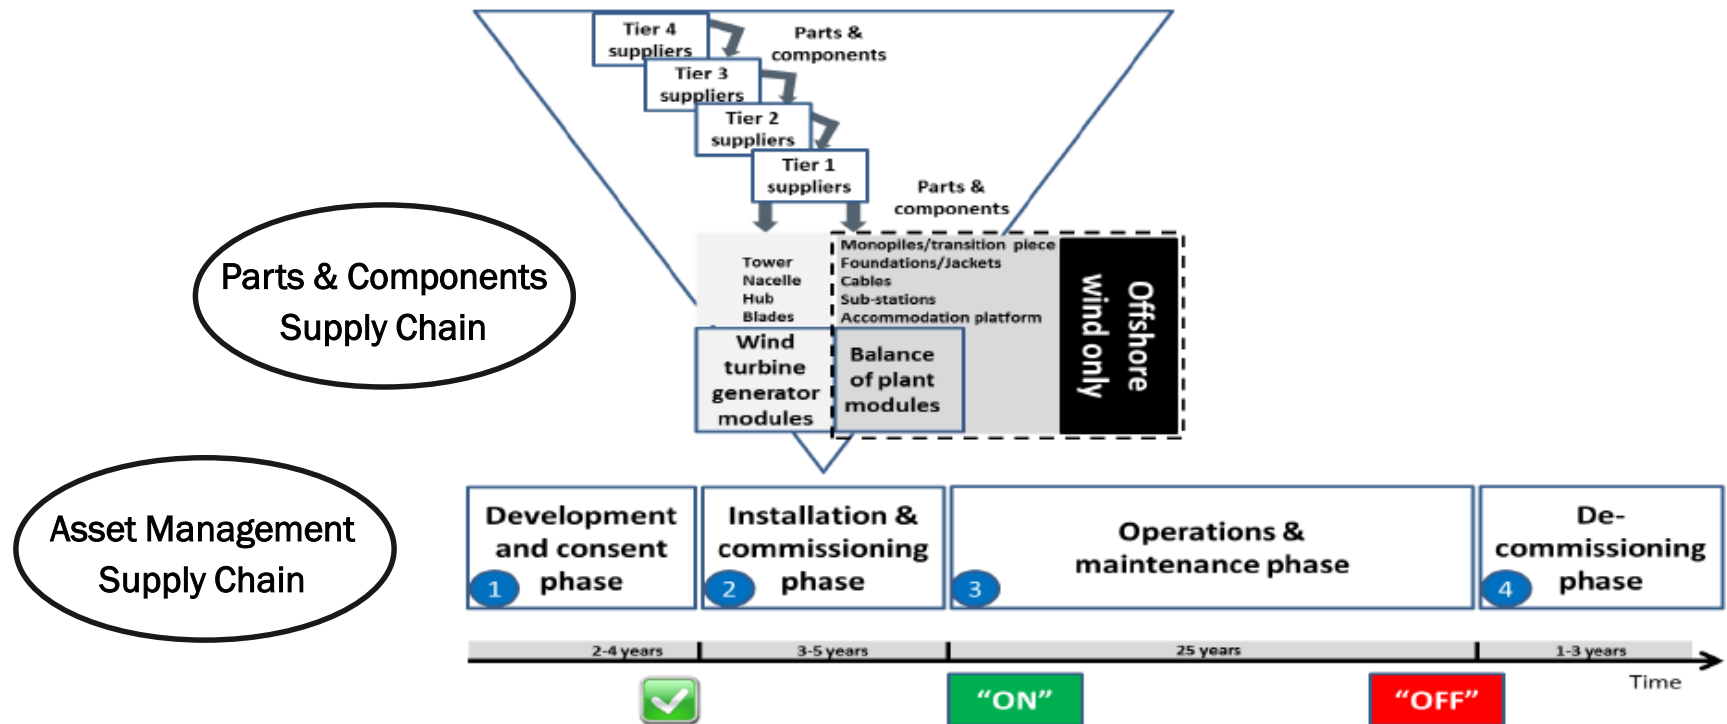 Tier 4
suppliers
Parts &
components
Tier 3
suppliers
Tier 2
suppliers
Tier 1
suppliers
Parts &
components
Parts & Components
Supply Chain
Tower
Nacelle
Hub
Blades
Monopiles/transition piece
Foundations/Jackets
Cables
Sub-stations
Accommodation platform
Offshore
wind only
Wind
turbine
generator
modules
Balance
of plant
modules
Asset Management
Supply Chain
Development
and consent
phase
1
Installation &
commissioning
phase
2
Operations &
maintenance phase
3
De-
commissioning
phase
4
2-4 years
3-5 years
25 years
1-3 years
Time
“ON”
“OFF”